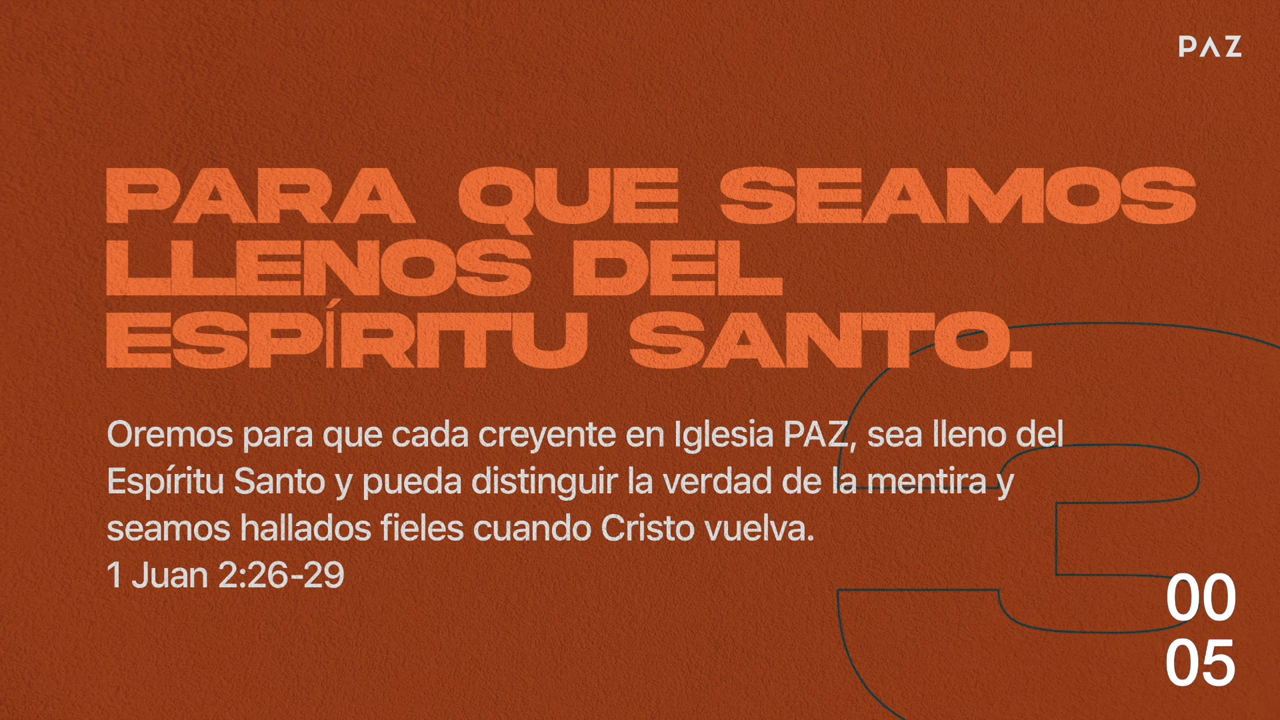 PAZ
PARA QUE SEAMOS
LLENOS DEL
ESPÍRITU SANTO.
Oremos para que cada creyente en Iglesia PAZ, sea lleno del
Espíritu Santo y pueda distinguir la verdad de la mentira y
seamos hallados fieles cuando Cristo vuelva.
1 Juan 2:26-29
3
00
05